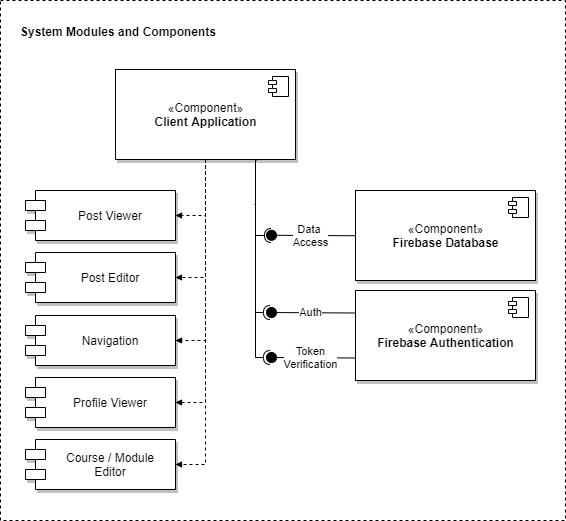 System Modules and Components
«Component»
Client Application
Post Viewer
Post Editor
Navigation
Profile Viewer
Course / Module
Editor
Data
Access
Auth
Token
Verification
«Component»
Firebase Database
«Component»
Firebase Authentication